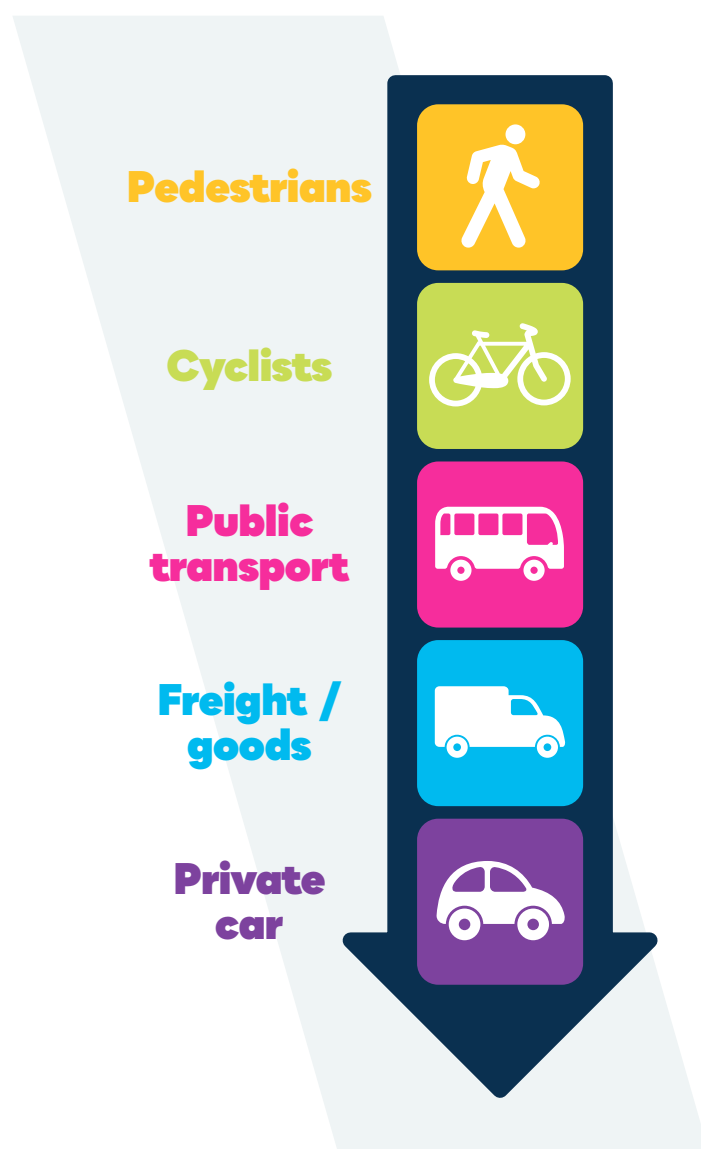 Pedestrians
Cyclists
Public
transport
Freight /
goods
Private
car